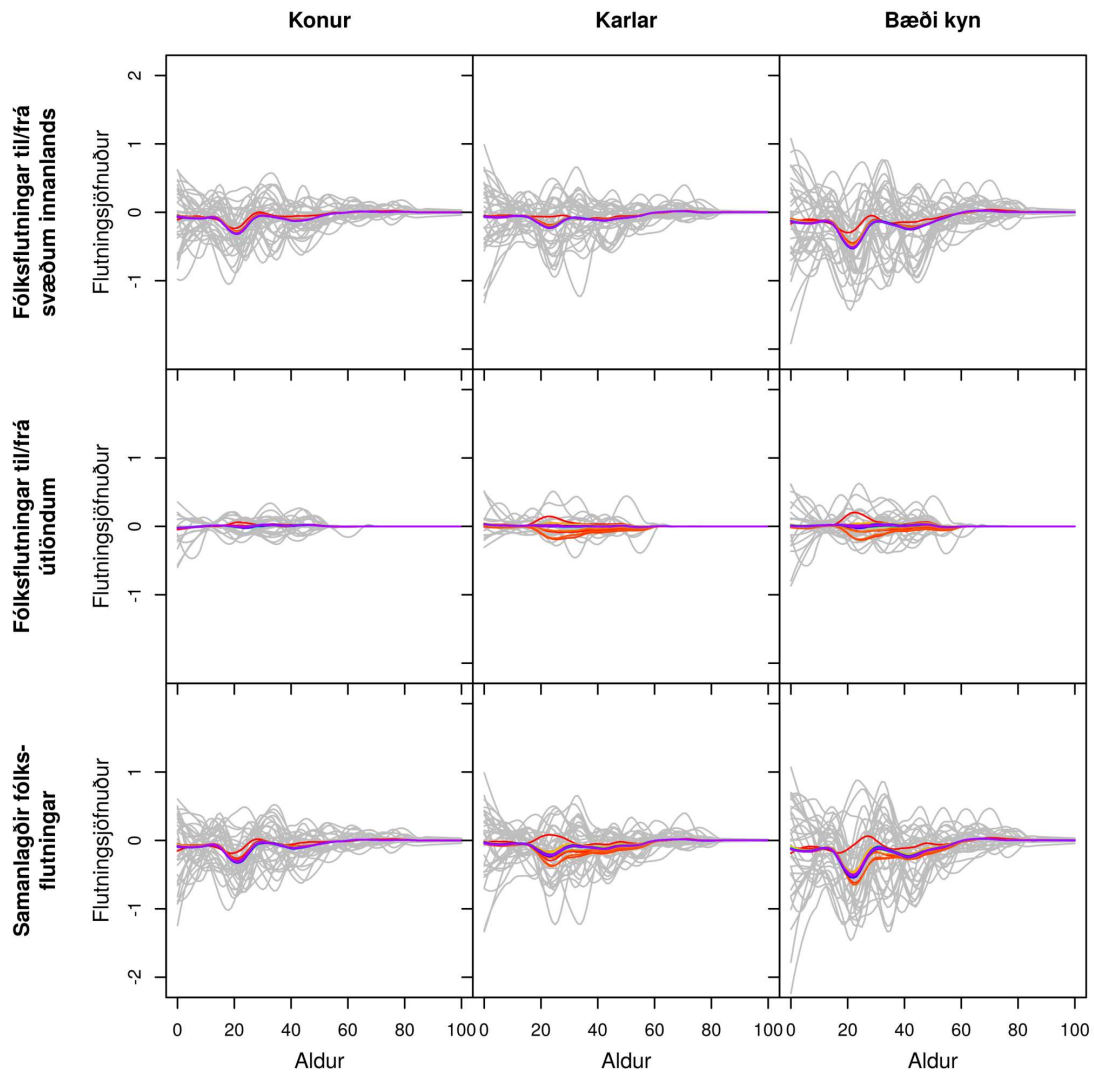 Konur Karlar Bæði kyn
Fólksflutningar til/frá
svæðum innanlands
Flutningsjöfnuður
2
1
0
-1
Fólksflutningar til/frá
útlöndum
Flutningsjöfnuður
1
0
-1
Samanlagðir fólks-
flutningar
Flutningsjöfnuður
1
0
-1
-2
0 20 40 60 80 100 0 20 40 60 80 100 0 20 40 60 80 100
Aldur Aldur Aldur